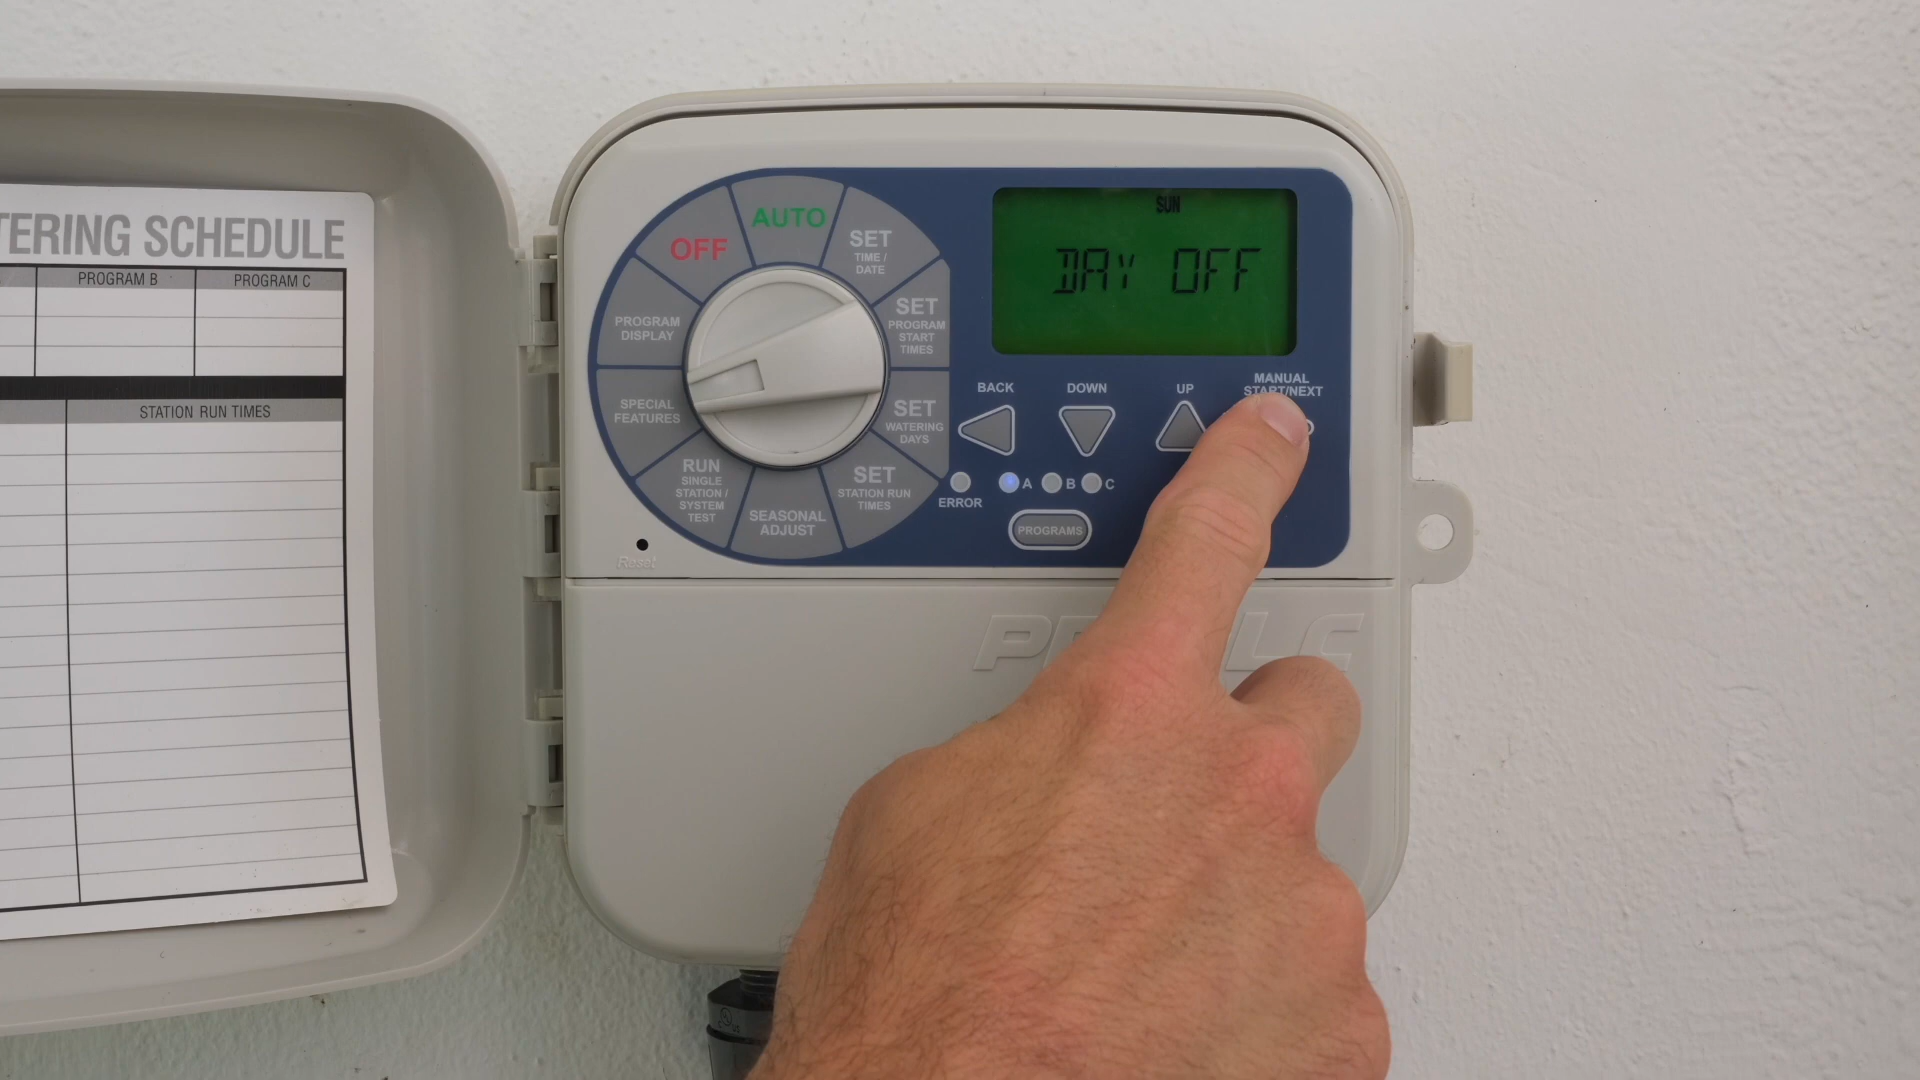 TERING SCHEDULE
PROGRAM B
PROGRAM C
STATION RUN TIMES
OFF
AUTO
SET
TIME /
DATE
SET
PROGRAM
START
TIMES
SET
WATERING
DAYS
SET
STATION RUN
TIMES
SEASONAL
ADJUST
RUN
SINGLE
STATION /
SYSTEM
TEST
SPECIAL
FEATURES
PROGRAM
DISPLAY
Reset
SUN
DAY OFF
BACK
DOWN
UP
MANUAL
START/NEXT
ERROR
A
B
C
PROGRAMS
LC